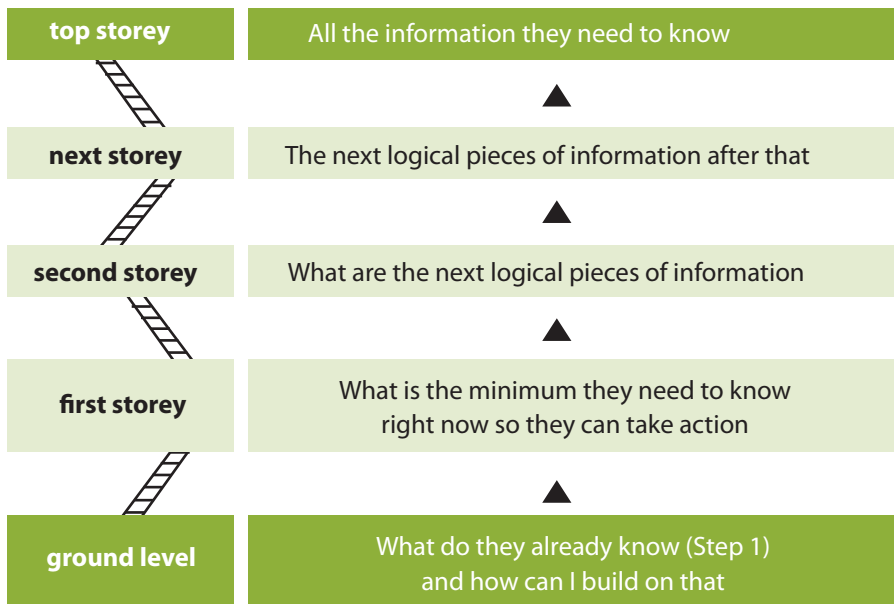 top storey
All the information they need to know
next storey
The next logical pieces of information after that
second storey
What are the next logical pieces of information
first storey
What is the minimum they need to know
right now so they can take action
ground level
What do they already know (Step 1)
and how can I build on that